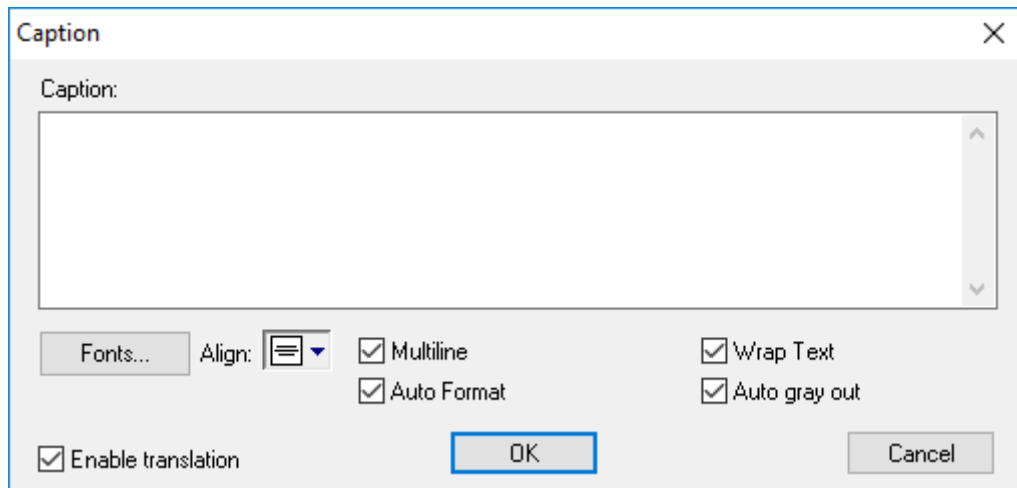 Caption
Caption:
Fonts... Align: Multiline Wrap Text
Auto Format Auto gray out
Enable translation OK Cancel